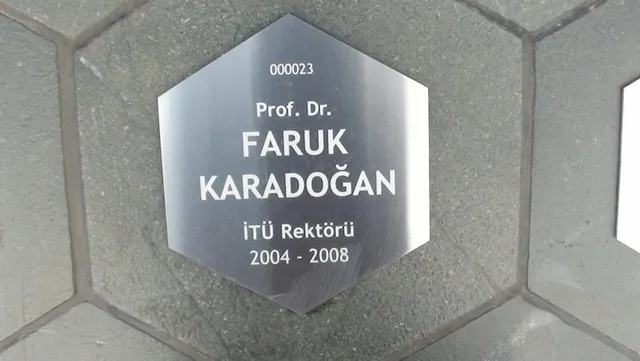 000023
Prof. Dr.
FARUK
KARADOĞAN
İTÜ Rektörü
2004 - 2008